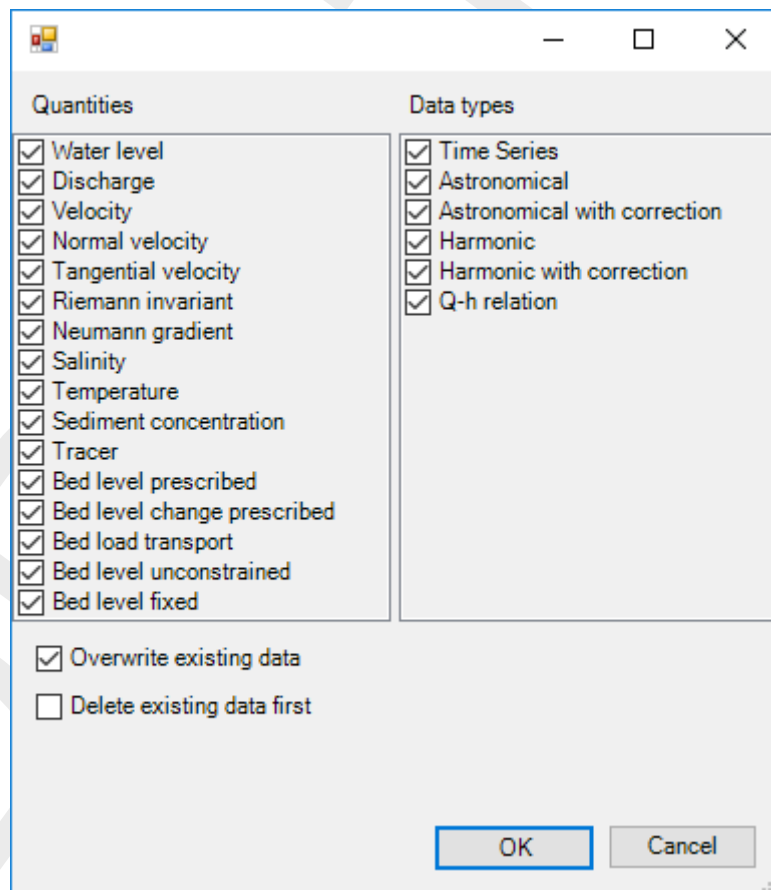 Quantities
Data types
Water level
Discharge
Velocity
Normal velocity
Tangential velocity
Riemann invariant
Neumann gradient
Salinity
Temperature
Sediment concentration
Tracer
Bed level prescribed
Bed level change prescribed
Bed load transport
Bed level unconstrained
Bed level fixed
Time Series
Astronomical
Astronomical with correction
Harmonic
Harmonic with correction
Q-h relation
Overwrite existing data
Delete existing data first
OK
Cancel